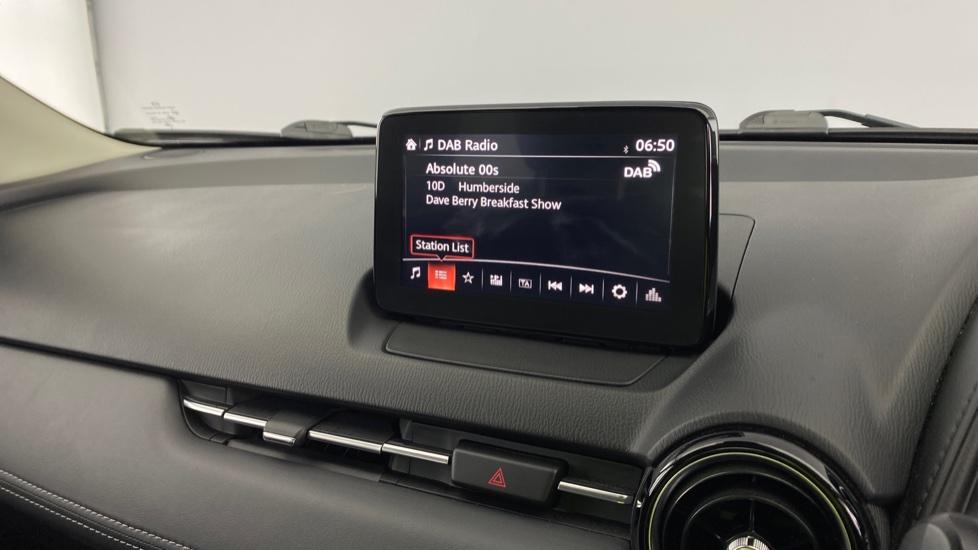 DAB Radio 06:50
Absolute 00s DAB
10D Humberside
Dave Berry Breakfast Show
Station List
TA